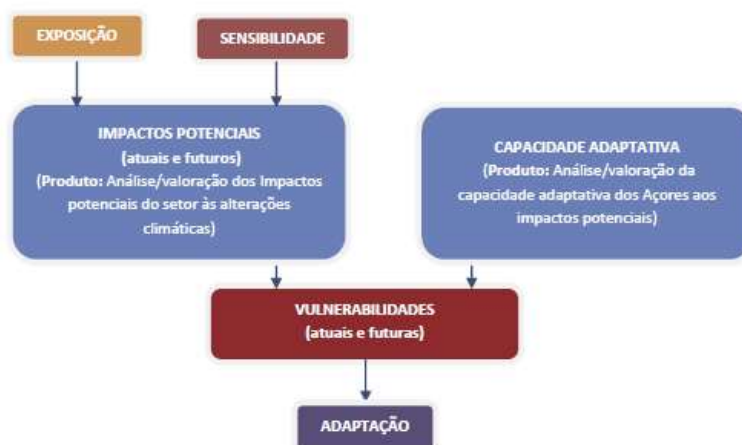 EXPOSIÇÃO
SENSIBILIDADE
IMPACTOS POTENCIAIS
(atuais e futuros)
(Produto: Análise/valoração dos Impactos
potenciais do setor às alterações
climáticas)
CAPACIDADE ADAPTATIVA
(Produto: Análise/valoração da
capacidade adaptativa dos Açores aos
impactos potenciais)
VULNERABILIDADES
(atuais e futuras)
ADAPTAÇÃO